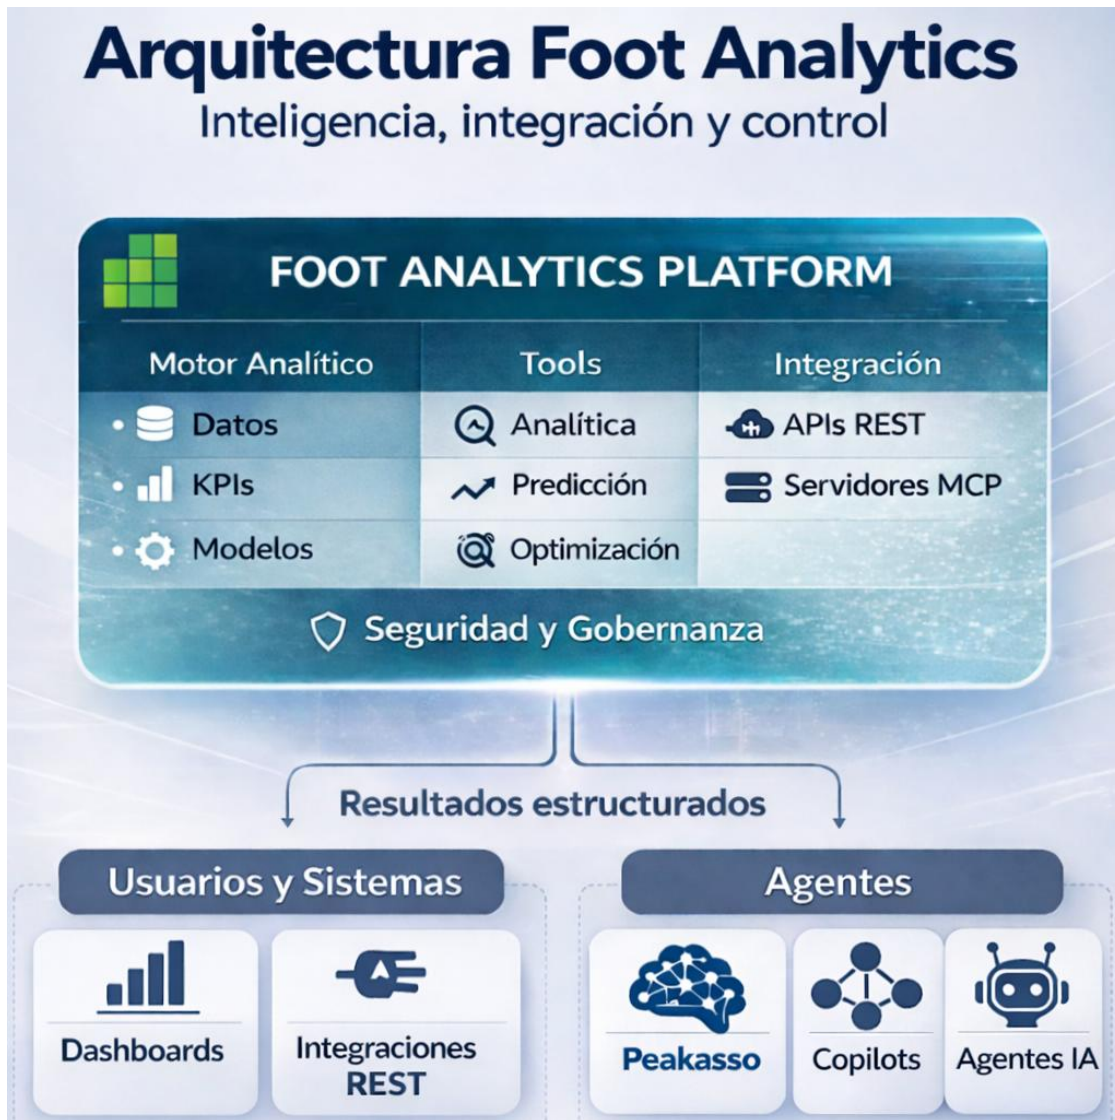 Arquitectura Foot Analytics
Inteligencia, integración y control
FOOT ANALYTICS PLATFORM
Motor Analítico
Tools
Integración
Datos
Analítica
APIs REST
KPIs
Predicción
Servidores MCP
Modelos
Optimización
Seguridad y Gobernanza
Resultados estructurados
Usuarios y Sistemas
Agentes
Dashboards
Integraciones
REST
Peakasso
Copilots
Agentes IA